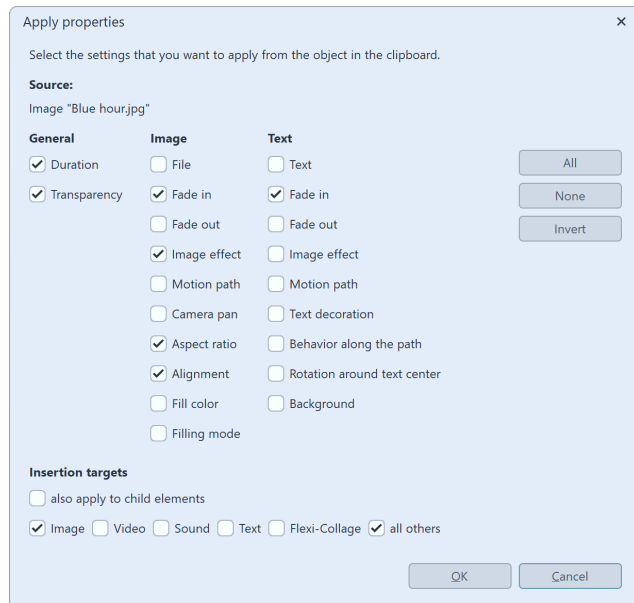 Apply properties
Select the settings that you want to apply from the object in the clipboard.
Source:
Image "Blue hour.jpg"
General Image Text
Duration File Text All
Transparency Fade in Fade in None
Fade out Fade out Invert
Image effect Image effect
Motion path Motion path
Camera pan Text decoration
Aspect ratio Behavior along the path
Alignment Rotation around text center
Fill color Background
Filling mode
Insertion targets
also apply to child elements
Image Video Sound Text Flexi-Collage all others
OK Cancel